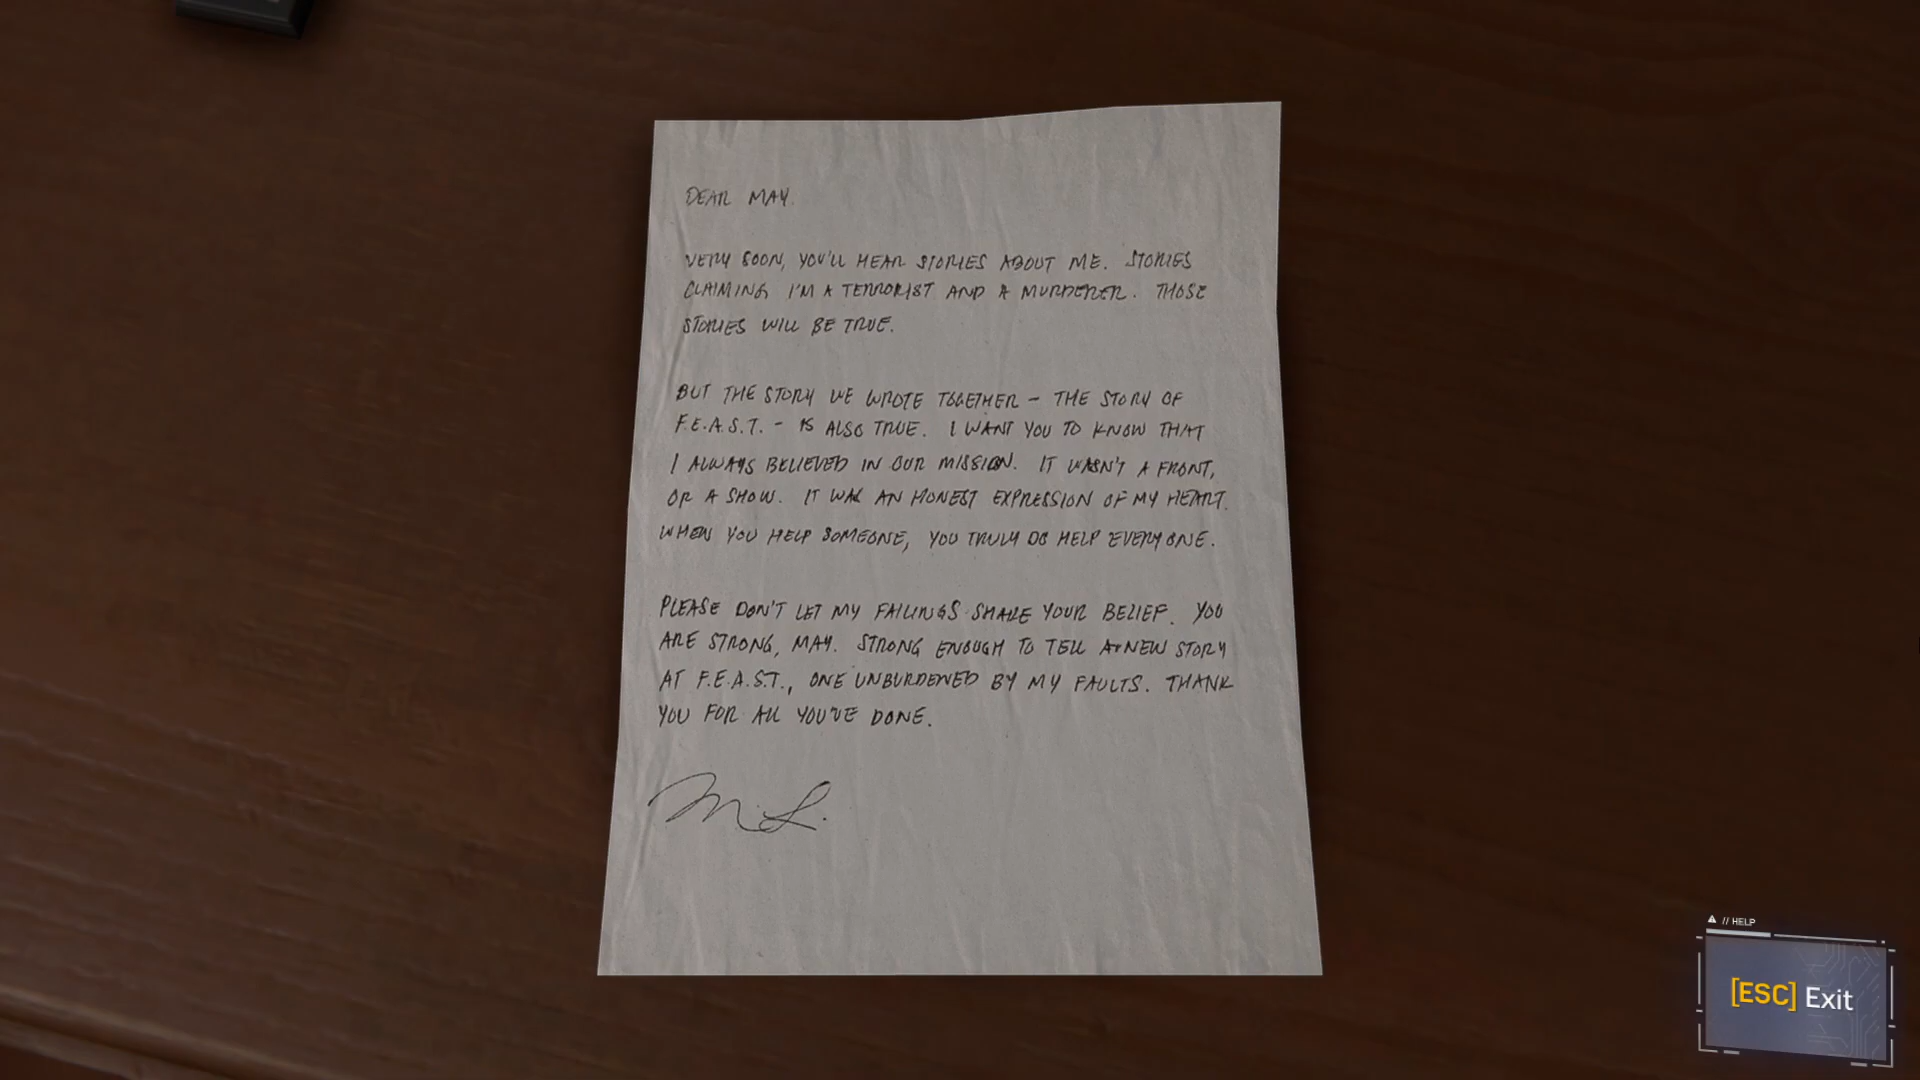 DEAR MAY.
VERY SOON, YOU'LL HEAR STORIES ABOUT ME. STORIES
CLAIMING I'M A TERRORIST AND A MURDERER. THOSE
STORIES WILL BE TRUE.
BUT THE STORY WE WROTE TOGETHER - THE STORY OF
F.E.A.S.T. - IS ALSO TRUE. I WANT YOU TO KNOW THAT
I ALWAYS BELIEVED IN OUR MISSION. IT WASN'T A FRONT,
OR A SHOW. IT WAS AN HONEST EXPRESSION OF MY HEART.
WHEN YOU HELP SOMEONE, YOU TRULY DO HELP EVERYONE.
PLEASE DON'T LET MY FAILINGS SHAKE YOUR BELIEF. YOU
ARE STRONG, MAY. STRONG ENOUGH TO TELL A NEW STORY
AT F.E.A.S.T., ONE UNBURDENED BY MY FAULTS. THANK
YOU FOR ALL YOU'VE DONE.
M.L.
// HELP
[ESC] Exit